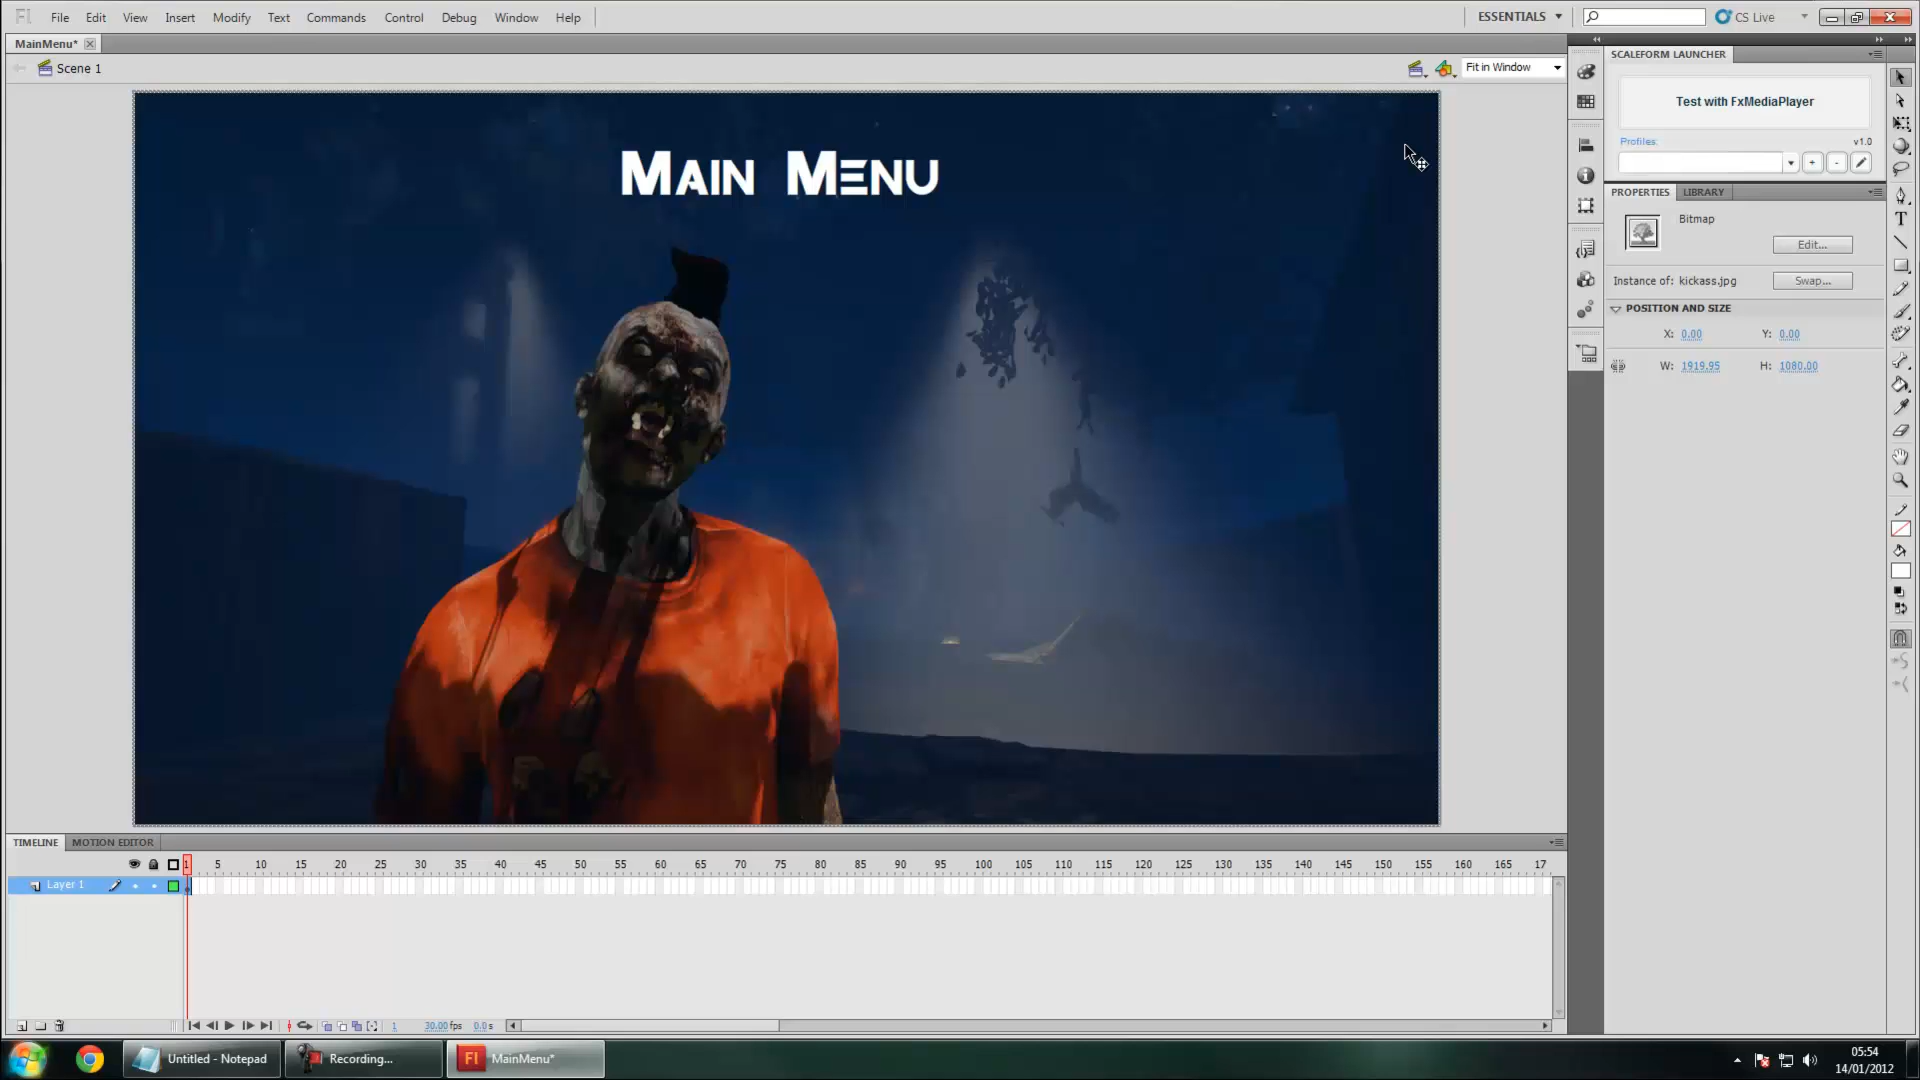 Fl File Edit View Insert Modify Text Commands Control Debug Window Help ESSENTIALS CS Live
MainMenu*
Scene 1 Fit in Window
MAIN MENU
SCALEFORM LAUNCHER
Test with FxMediaPlayer
Profiles: v1.0
+ -
PROPERTIES LIBRARY
Bitmap
Edit...
Instance of: kickass.jpg Swap...
POSITION AND SIZE
X: 0.00 Y: 0.00
W: 1919.95 H: 1080.00
T
TIMELINE MOTION EDITOR
1 5 10 15 20 25 30 35 40 45 50 55 60 65 70 75 80 85 90 95 100 105 110 115 120 125 130 135 140 145 150 155 160 165 17
Layer 1
1 30.00 fps 0.0 s
Untitled - Notepad Recording... Fl MainMenu* 05:54
14/01/2012